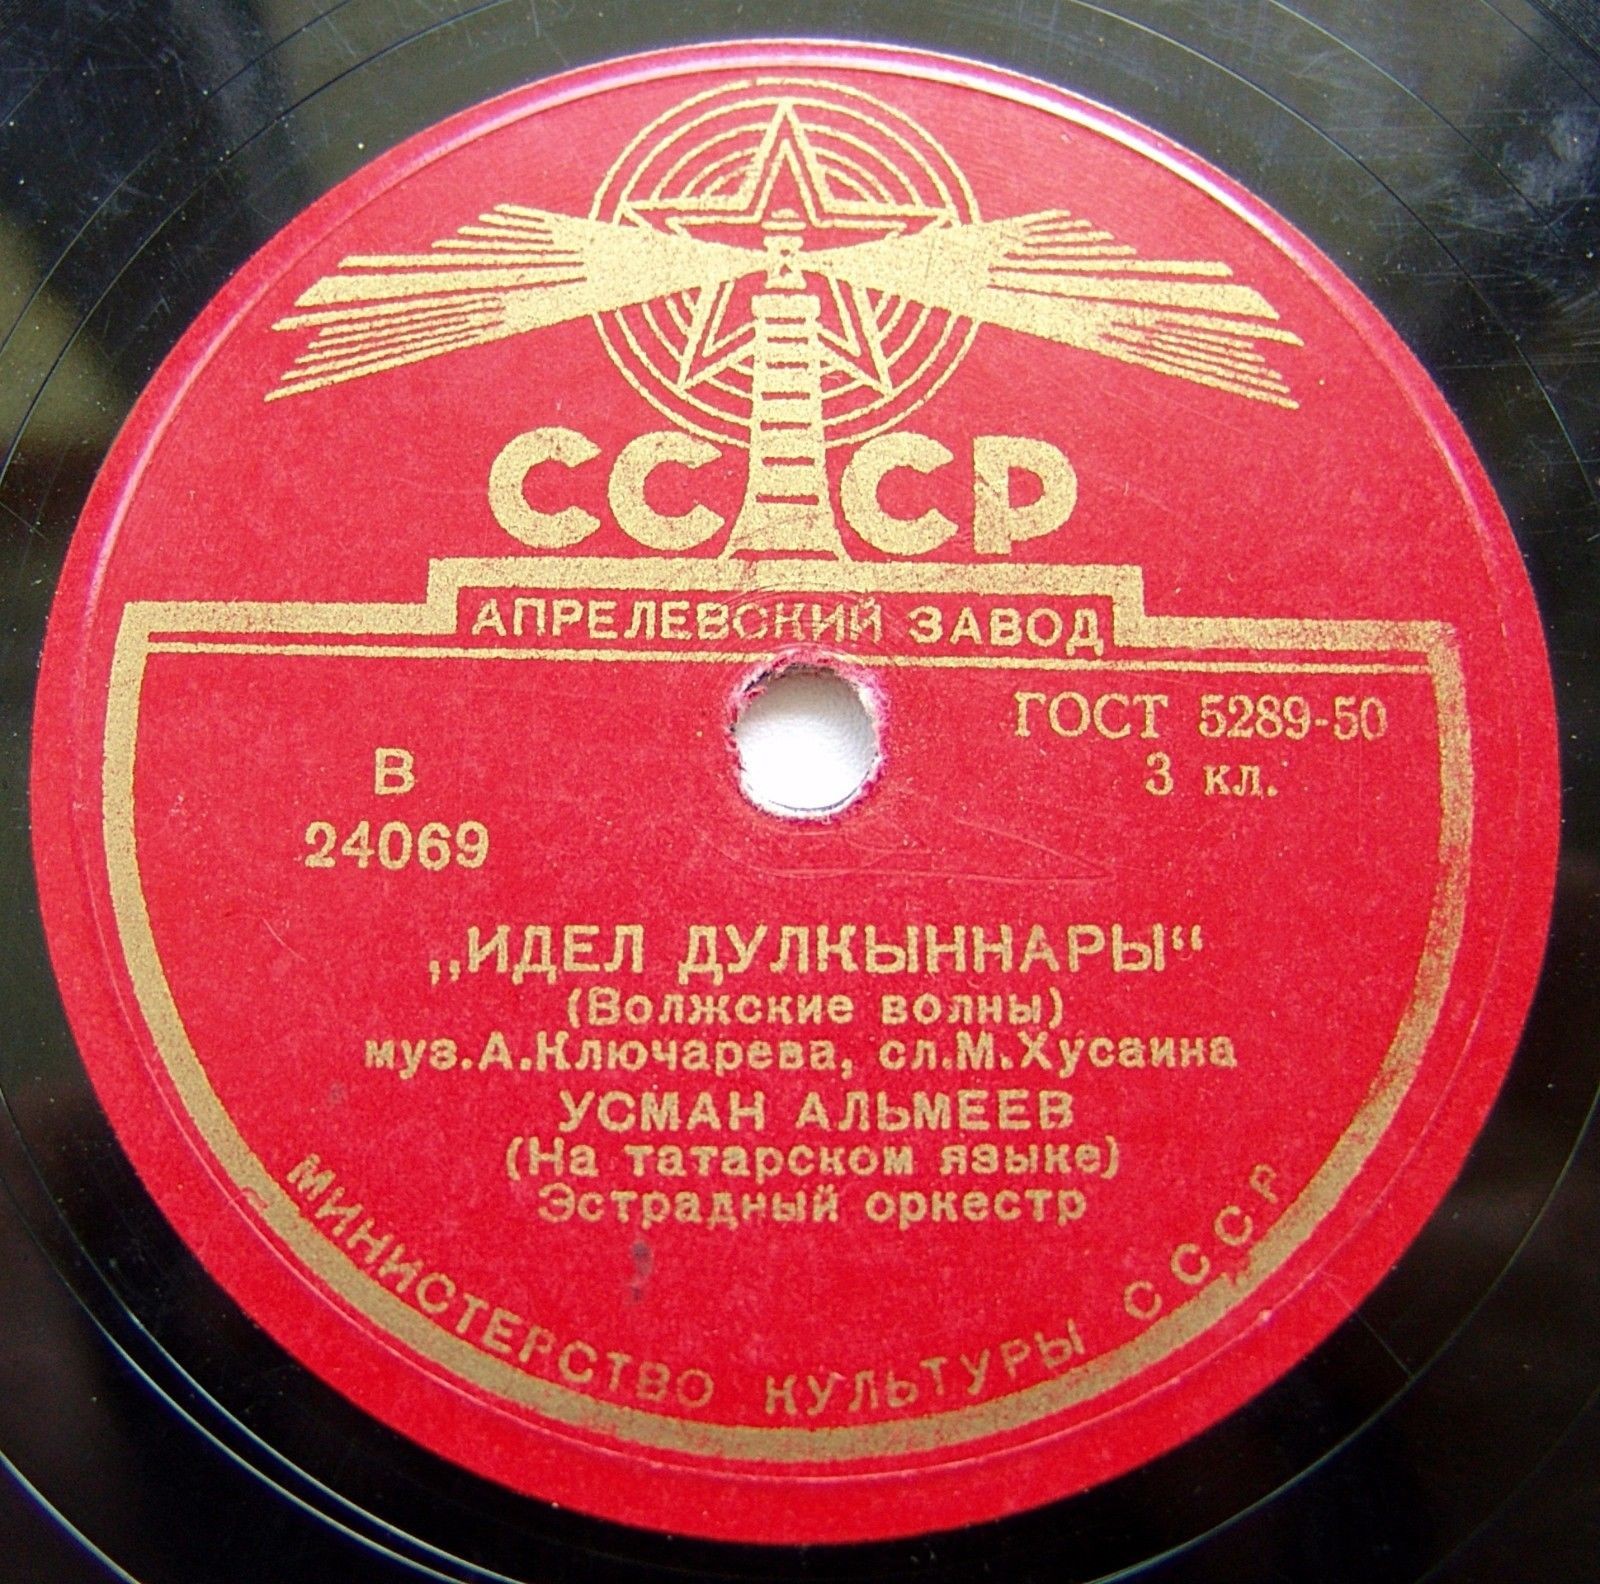 СССР
АПРЕЛЕВСКИЙ ЗАВОД
ГОСТ 5289-50
3 кл.
В
24069
„ИДЕЛ ДУЛКЫННАРЫ“
(Волжские волны)
муз.А.Ключарева, сл.М.Хусаина
УСМАН АЛЬМЕЕВ
(На татарском языке)
Эстрадный оркестр
МИНИСТЕРСТВО КУЛЬТУРЫ СССР